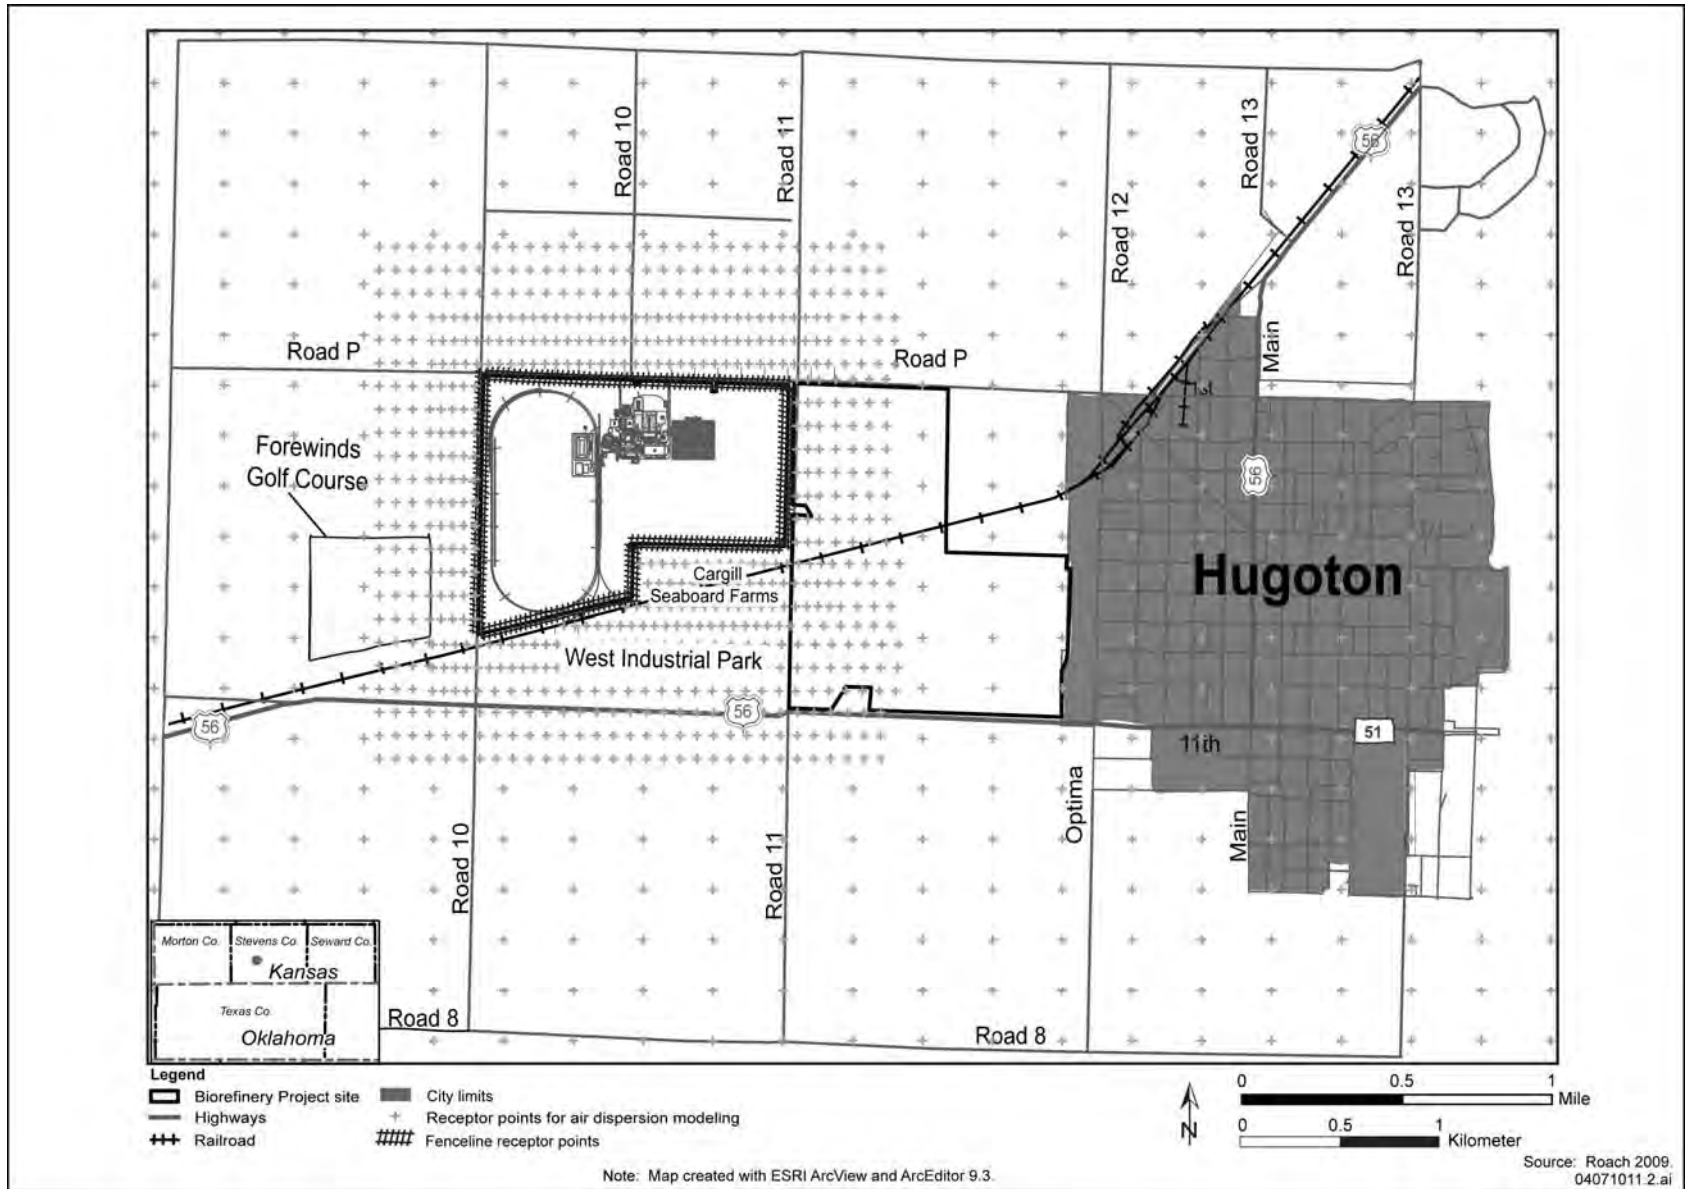 Road 10
Road 11
Road 12
Road 13
56
Road 13
Road P
Road P
Main
1st
Forewinds
Golf Course
56
Hugoton
Cargill
Seaboard Farms
West Industrial Park
56
56
51
11th
Optima
Main
Road 10
Road 11
Morton Co.
Stevens Co.
Seward Co.
Kansas
Texas Co.
Oklahoma
Road 8
Road 8
Legend
Biorefinery Project site
City limits
Highways
Receptor points for air dispersion modeling
Railroad
Fenceline receptor points
N
0 0.5 1
Mile
0 0.5 1
Kilometer
Note: Map created with ESRI ArcView and ArcEditor 9.3.
Source: Roach 2009.
04071011.2.ai